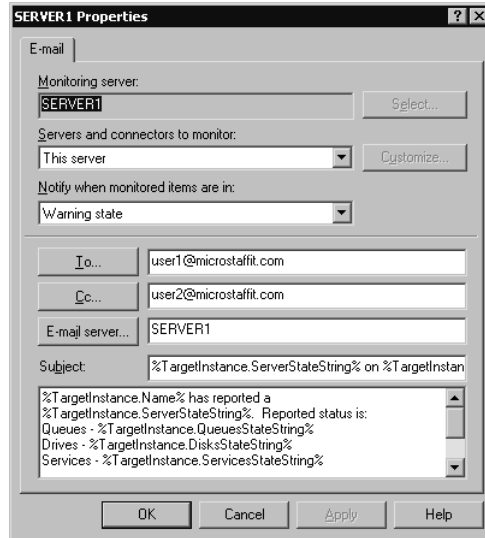 SERVER1 Properties
E-mail
Monitoring server:
SERVER1
Select...
Servers and connectors to monitor:
This server
Customize...
Notify when monitored items are in:
Warning state
To...
user1@microstaffit.com
Cc...
user2@microstaffit.com
E-mail server...
SERVER1
Subject:
%TargetInstance.ServerStateString% on %TargetInstan
%TargetInstance.Name% has reported a
%TargetInstance.ServerStateString%. Reported status is:
Queues - %TargetInstance.QueuesStateString%
Drives - %TargetInstance.DisksStateString%
Services - %TargetInstance.ServicesStateString%
OK
Cancel
Apply
Help